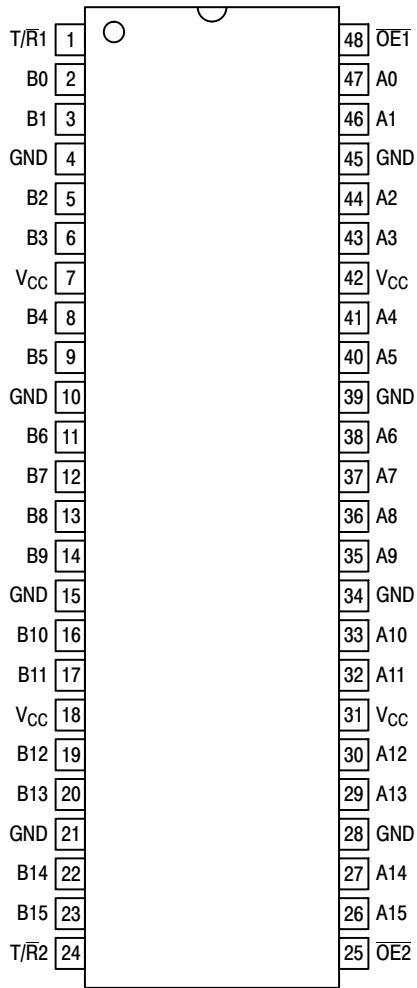 T/R̅1 1 48 O̅E̅1̅
B0 2 47 A0
B1 3 46 A1
GND 4 45 GND
B2 5 44 A2
B3 6 43 A3
VCC 7 42 VCC
B4 8 41 A4
B5 9 40 A5
GND 10 39 GND
B6 11 38 A6
B7 12 37 A7
B8 13 36 A8
B9 14 35 A9
GND 15 34 GND
B10 16 33 A10
B11 17 32 A11
VCC 18 31 VCC
B12 19 30 A12
B13 20 29 A13
GND 21 28 GND
B14 22 27 A14
B15 23 26 A15
T/R̅2 24 25 O̅E̅2̅